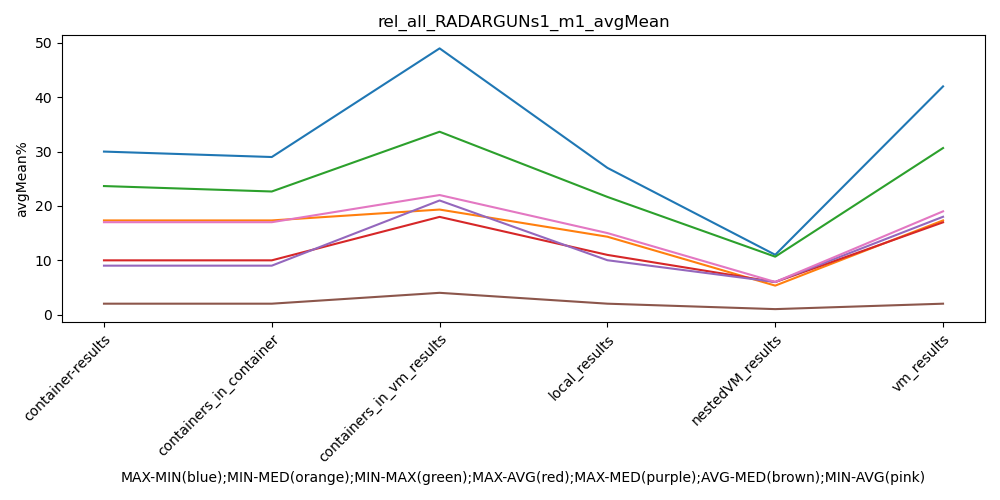 rel_all_RADARGUNs1_m1_avgMean
avgMean%
50
40
30
20
10
0
container-results
containers_in_container
containers_in_vm_results
local_results
nestedVM_results
vm_results
MAX-MIN(blue);MIN-MED(orange);MIN-MAX(green);MAX-AVG(red);MAX-MED(purple);AVG-MED(brown);MIN-AVG(pink)